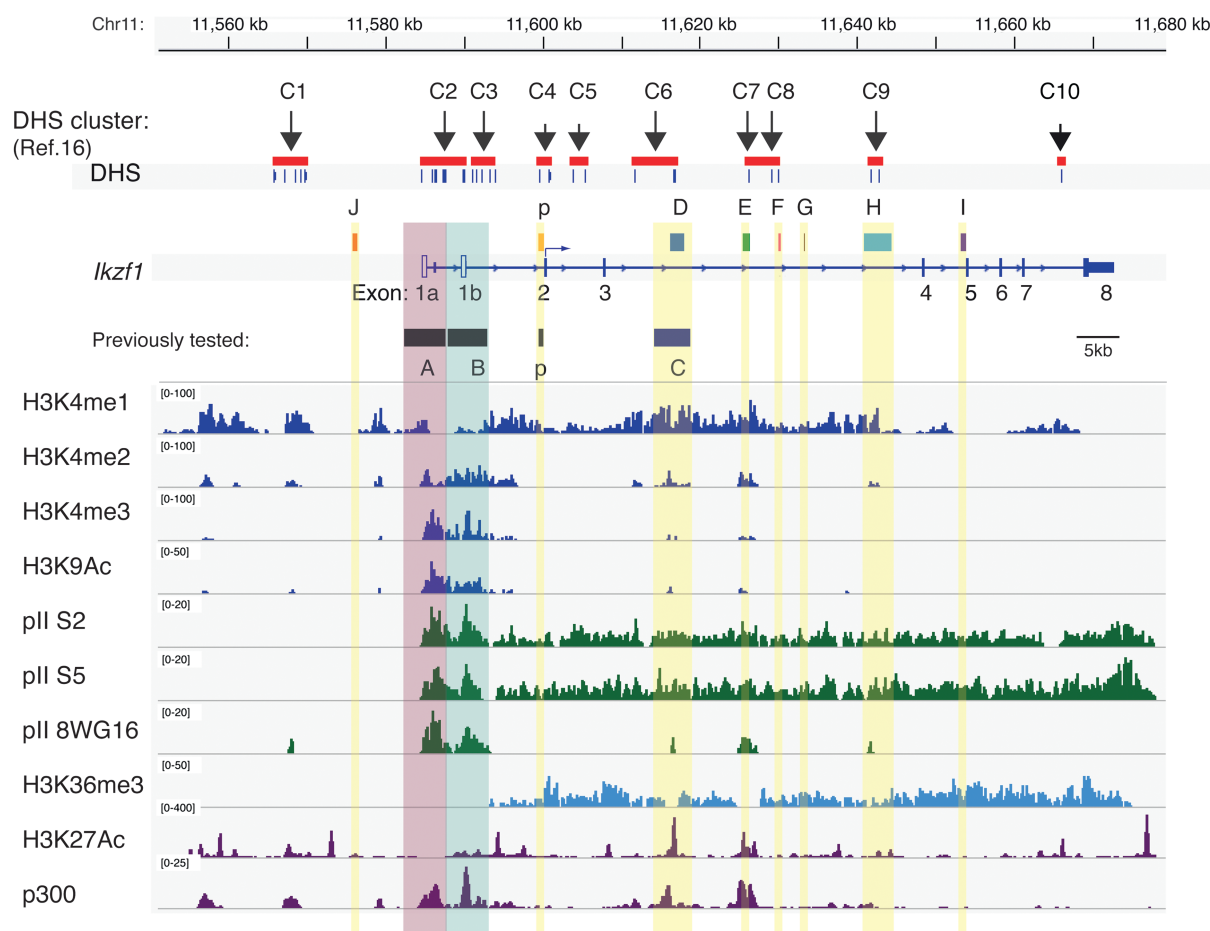 Chr11: 11,560 kb 11,580 kb 11,600 kb 11,620 kb 11,640 kb 11,660 kb 11,680 kb
C1 C2 C3 C4 C5 C6 C7 C8 C9 C10
DHS cluster:
(Ref.16)
DHS
J p D E F G H I
Ikzf1
Exon: 1a 1b 2 3 4 5 6 7 8
Previously tested:
5kb
A B p C
[0-100]
H3K4me1
[0-100]
H3K4me2
[0-100]
H3K4me3
[0-50]
H3K9Ac
[0-20]
pII S2
[0-20]
pII S5
[0-20]
pII 8WG16
[0-50]
H3K36me3
[0-400]
H3K27Ac
[0-25]
p300